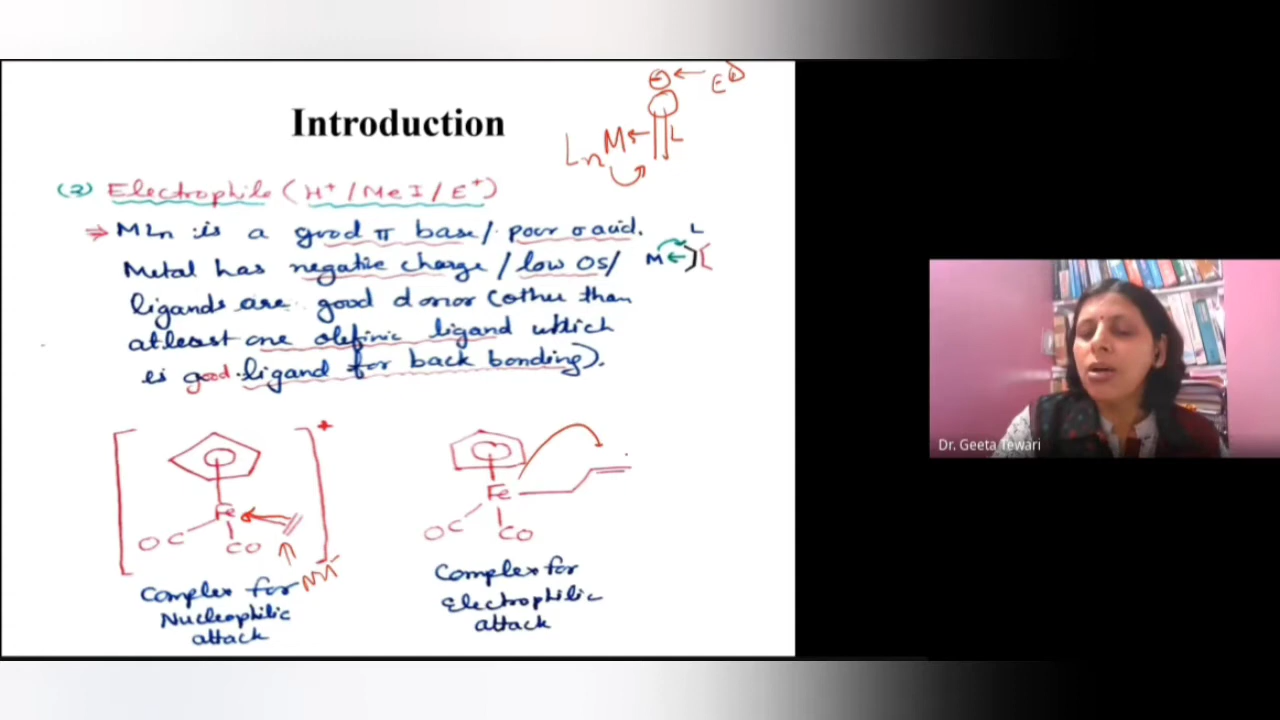 Introduction
LnM ← L
⊖ ← E⊕
(2) Electrophile (H+/MeI/E+)
⇒ MLn is a good π base/ poor σ acid.
Metal has negative charge/low OS/
M ← L
ligands are good donor (other than
atleast one olefinic ligand which
is good ligand for back bonding).
+
Fe
OC
CO
Complex for
Nucleophilic
attack
Fe
OC
CO
Complex for
Electrophilic
attack
Dr. Geeta Tewari